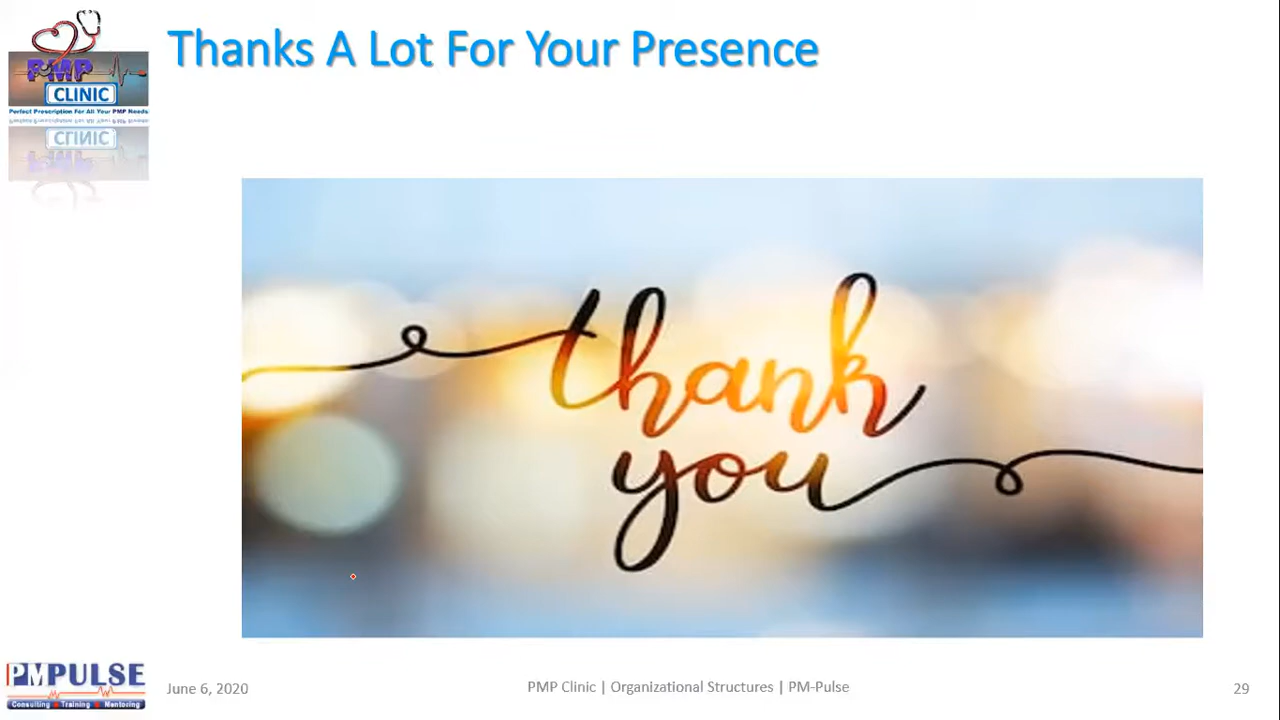 Thanks A Lot For Your Presence
PMP
CLINIC
Perfect Prescription For All Your PMP Needs
thank
you
PMPULSE
Consulting Training Mentoring
June 6, 2020
PMP Clinic | Organizational Structures | PM-Pulse
29